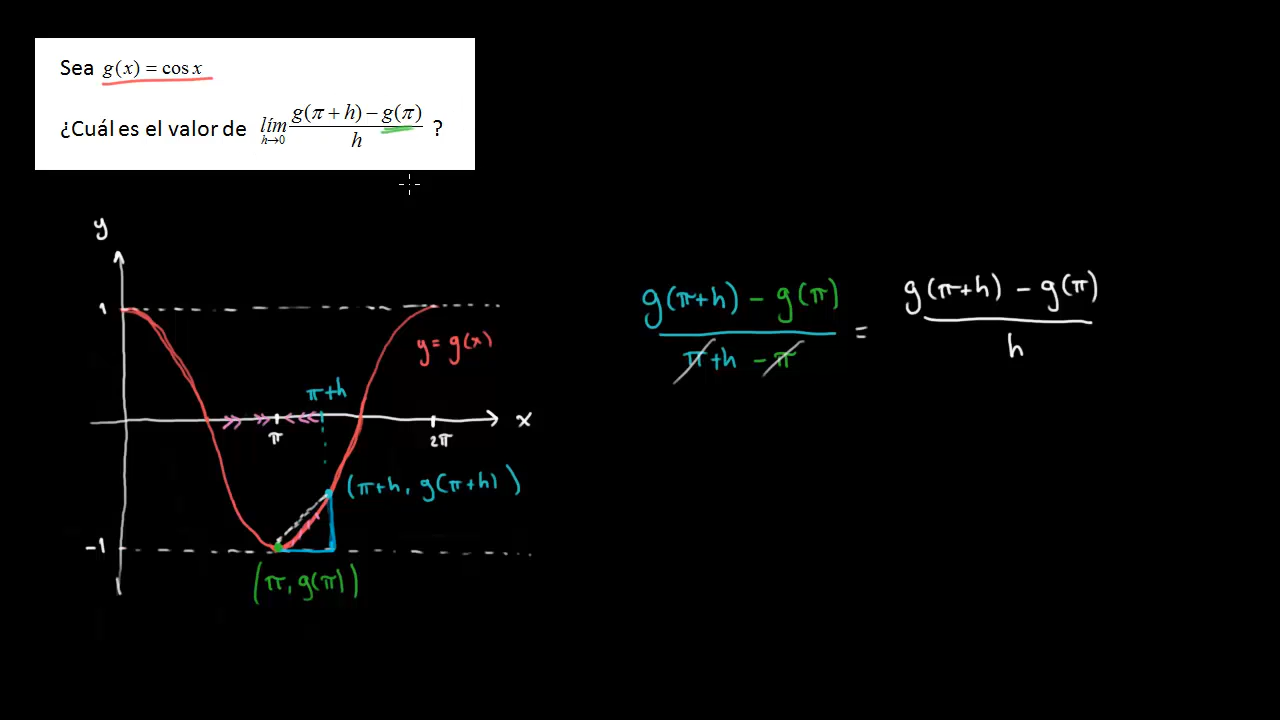 Sea g(x) = cos x
¿Cuál es el valor de lím h→0 g(π + h) − g(π) / h ?
y
1
y = g(x)
π+h
x
π
2π
(π+h, g(π+h))
−1
(π, g(π))
g(π+h) − g(π) / π+h − π = g(π+h) − g(π) / h